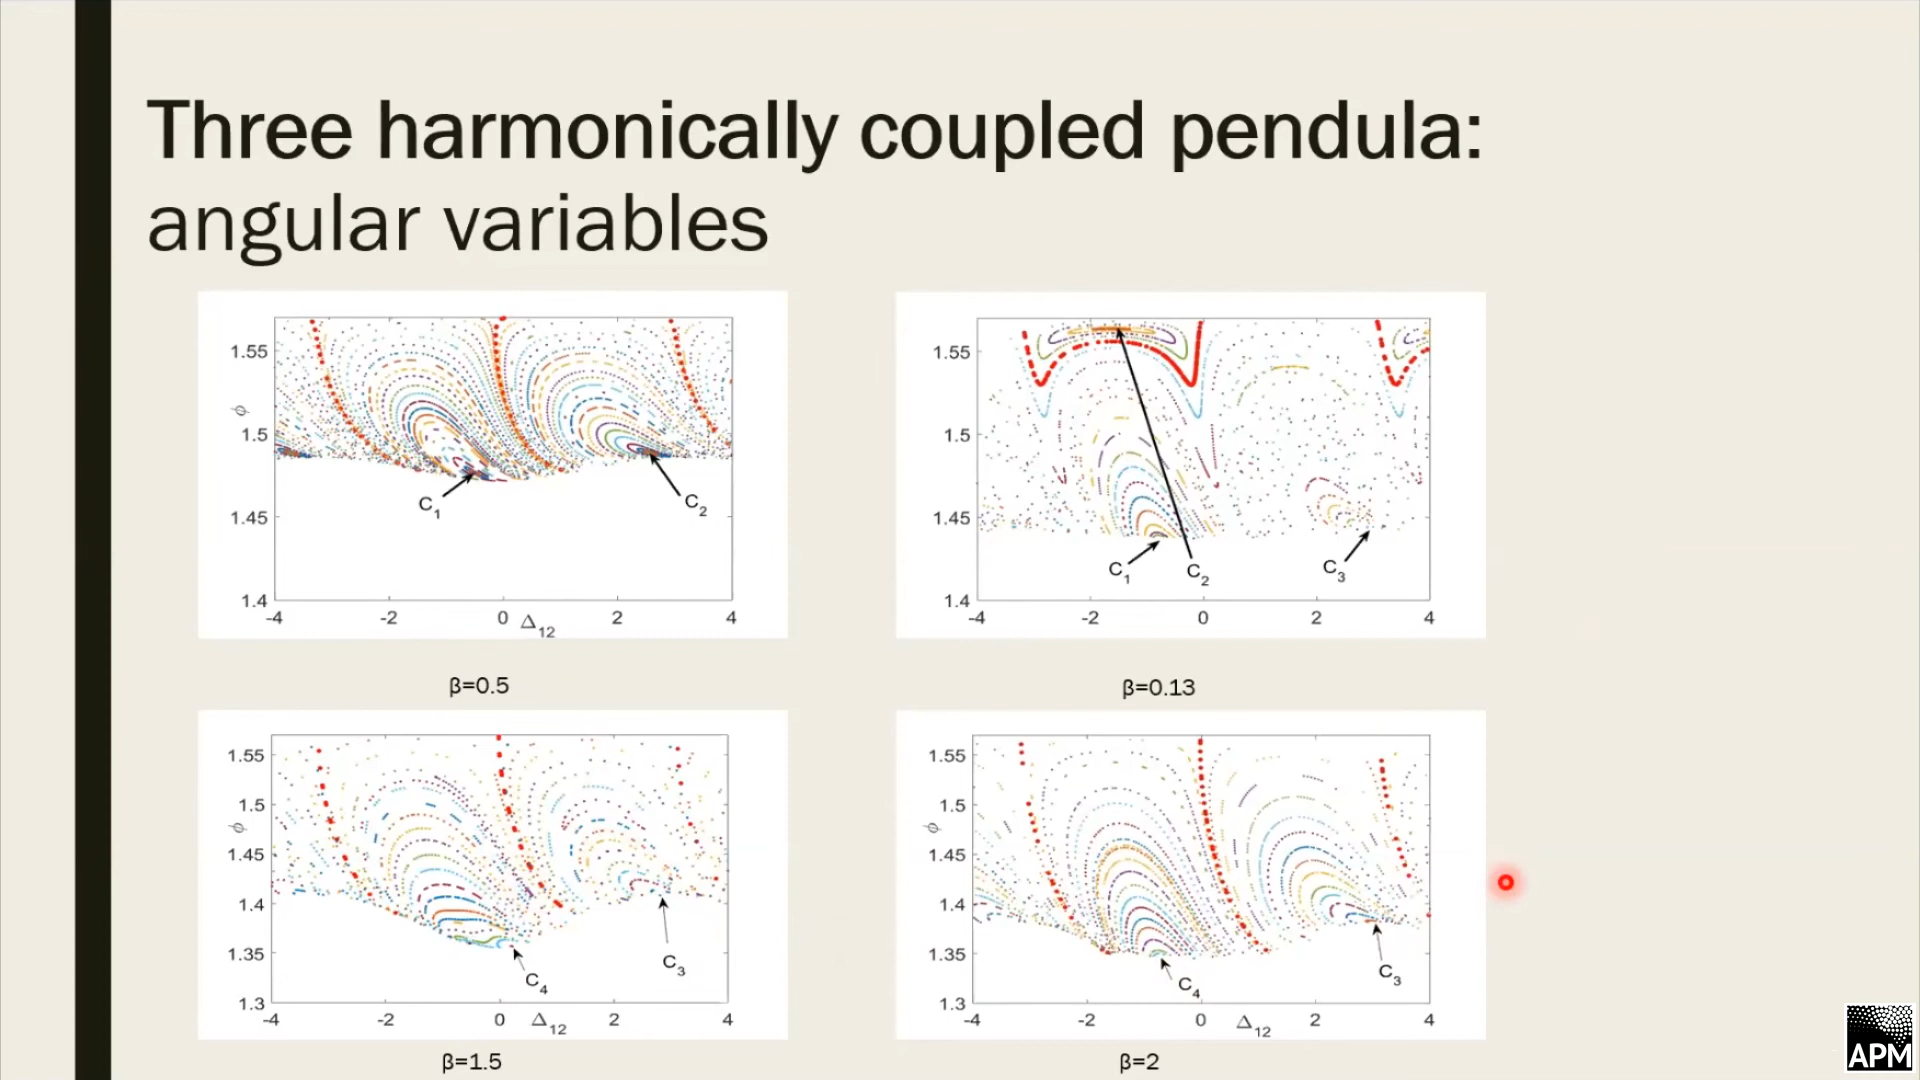 Three harmonically coupled pendula:
angular variables
1.55
ϕ
1.5
1.45
1.4
C1
C2
-4 -2 0 Δ12 2 4
β=0.5
1.55
1.5
1.45
1.4
C1
C2
C3
-4 -2 0 2 4
β=0.13
1.55
1.5
ϕ
1.45
1.4
1.35
1.3
C3
C4
-4 -2 0 Δ12 2 4
β=1.5
1.55
1.5
ϕ
1.45
1.4
1.35
1.3
C3
C4
-4 -2 0 Δ12 2 4
β=2
APM